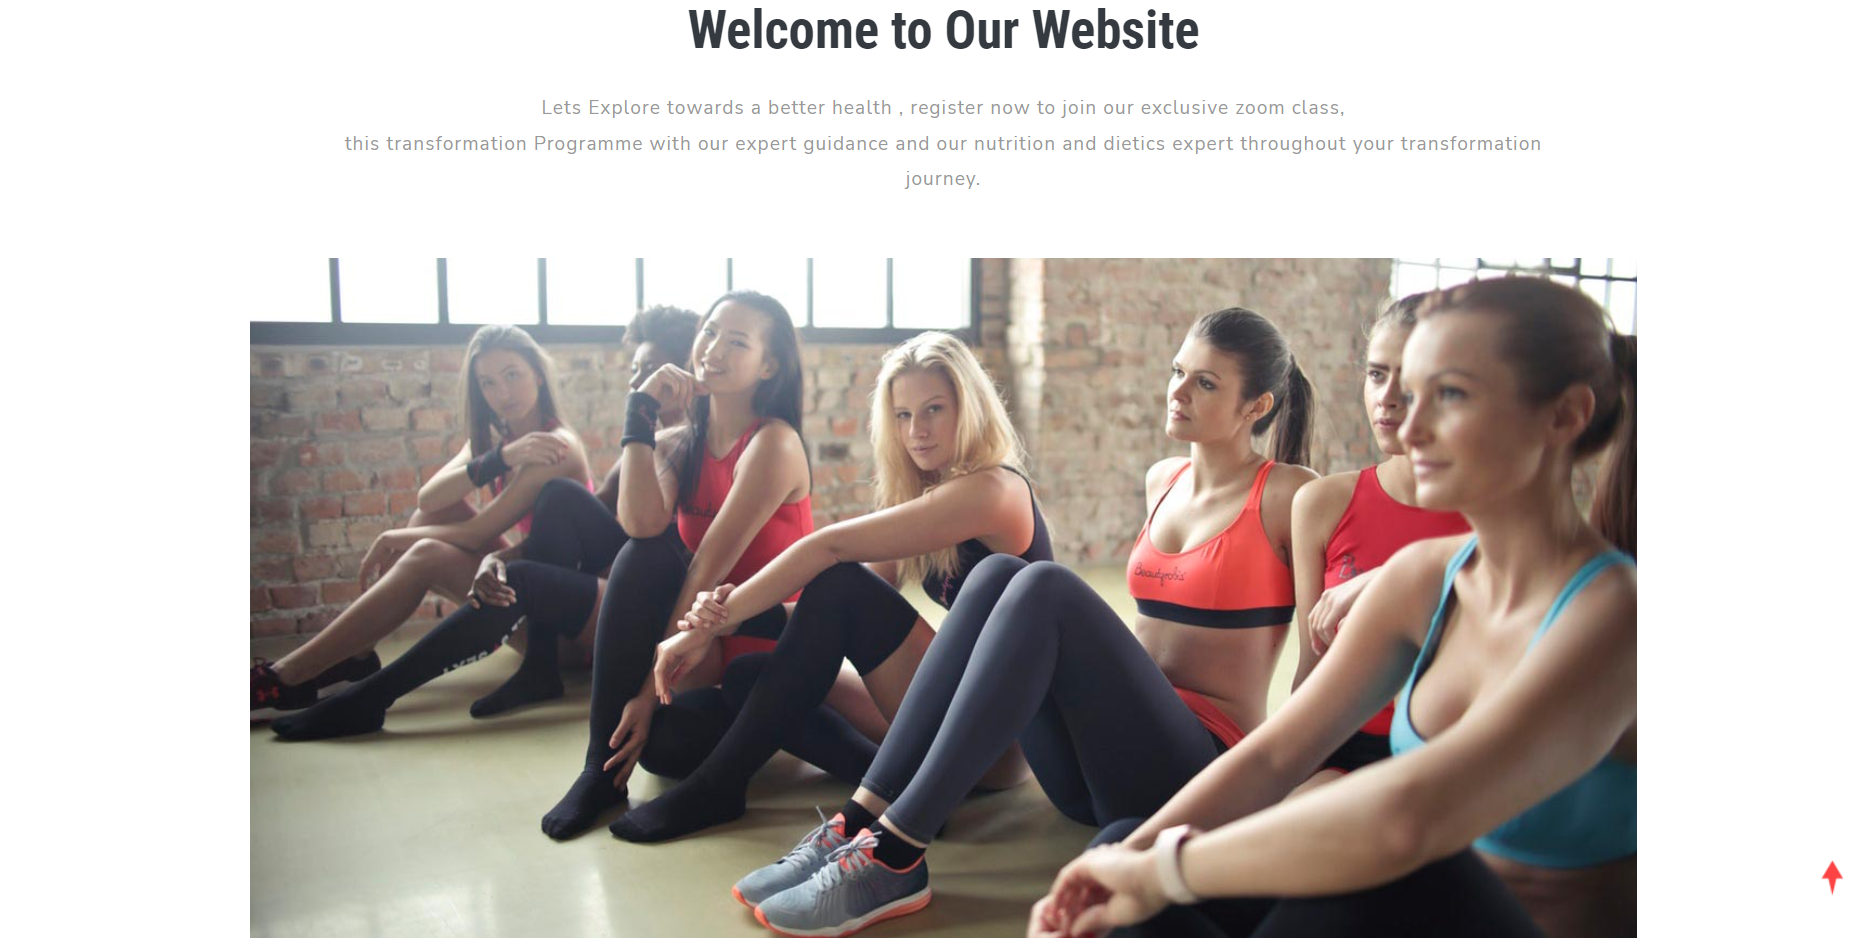 Welcome to Our Website
Lets Explore towards a better health , register now to join our exclusive zoom class,
this transformation Programme with our expert guidance and our nutrition and dietics expert throughout your transformation
journey.